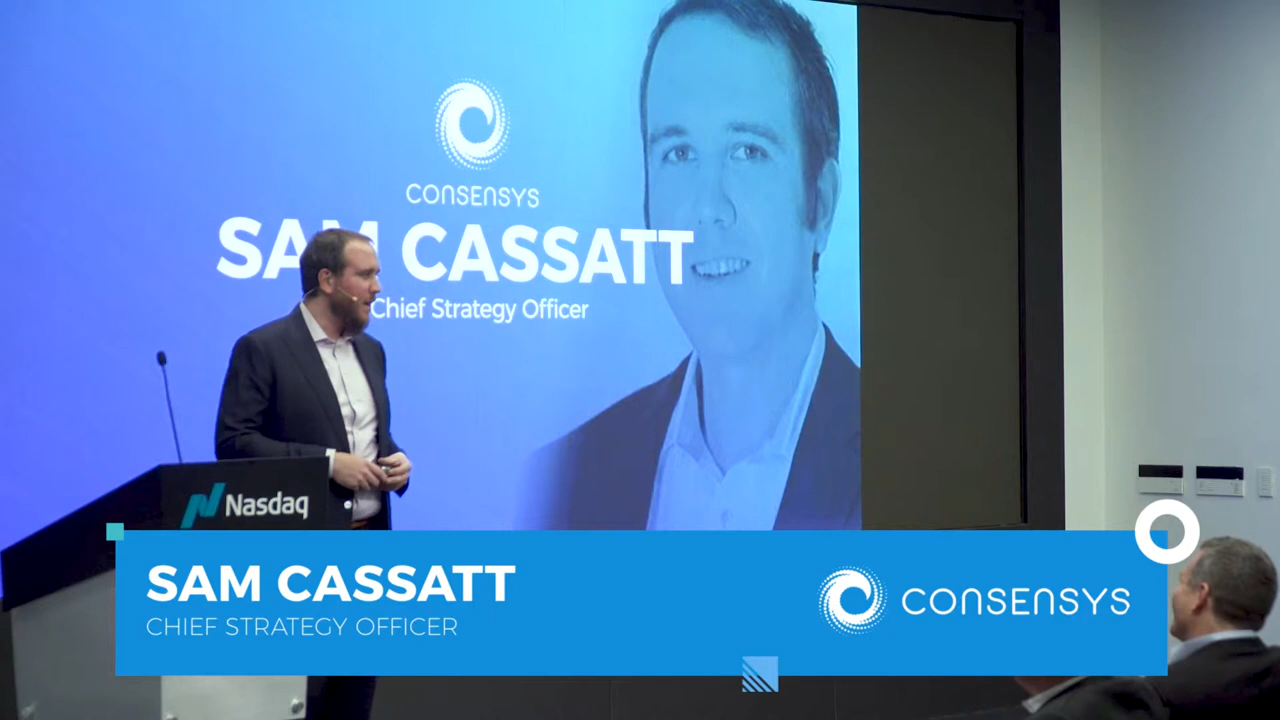 CONSENSYS
SAM CASSATT
Chief Strategy Officer
Nasdaq
SAM CASSATT
CHIEF STRATEGY OFFICER
CONSENSYS